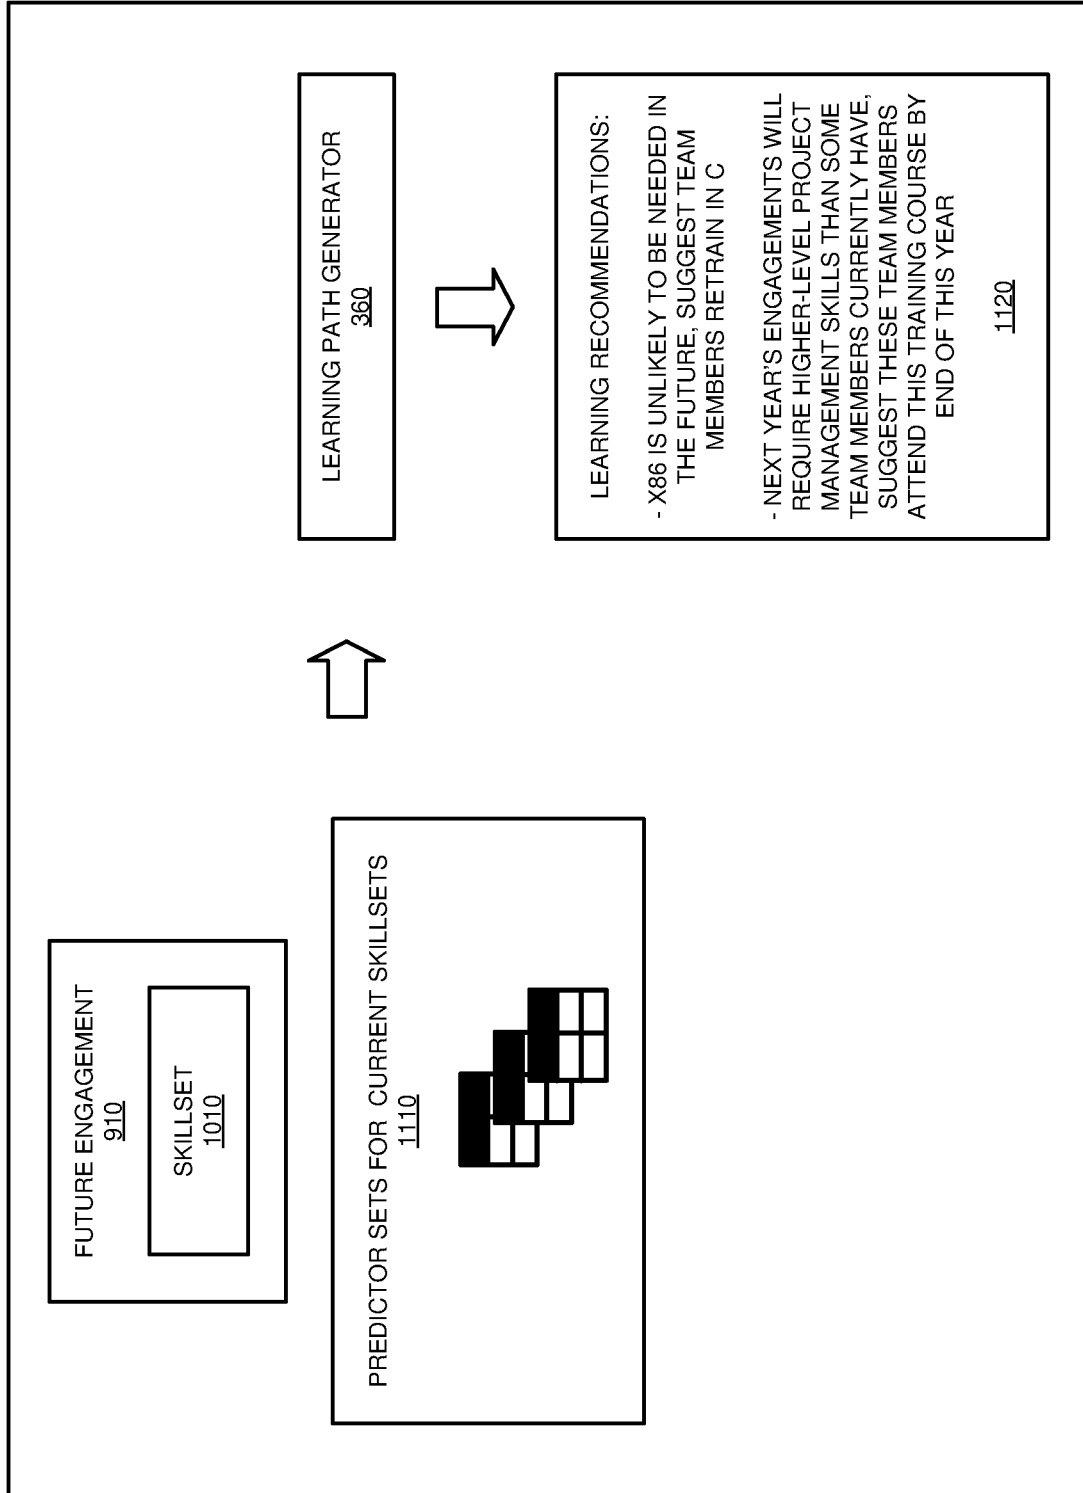 FUTURE ENGAGEMENT
910
SKILLSET
1010
PREDICTOR SETS FOR CURRENT SKILLSETS
1110
LEARNING PATH GENERATOR
360
LEARNING RECOMMENDATIONS:
- X86 IS UNLIKELY TO BE NEEDED IN
THE FUTURE, SUGGEST TEAM
MEMBERS RETRAIN IN C
- NEXT YEAR'S ENGAGEMENTS WILL
REQUIRE HIGHER-LEVEL PROJECT
MANAGEMENT SKILLS THAN SOME
TEAM MEMBERS CURRENTLY HAVE,
SUGGEST THESE TEAM MEMBERS
ATTEND THIS TRAINING COURSE BY
END OF THIS YEAR
1120